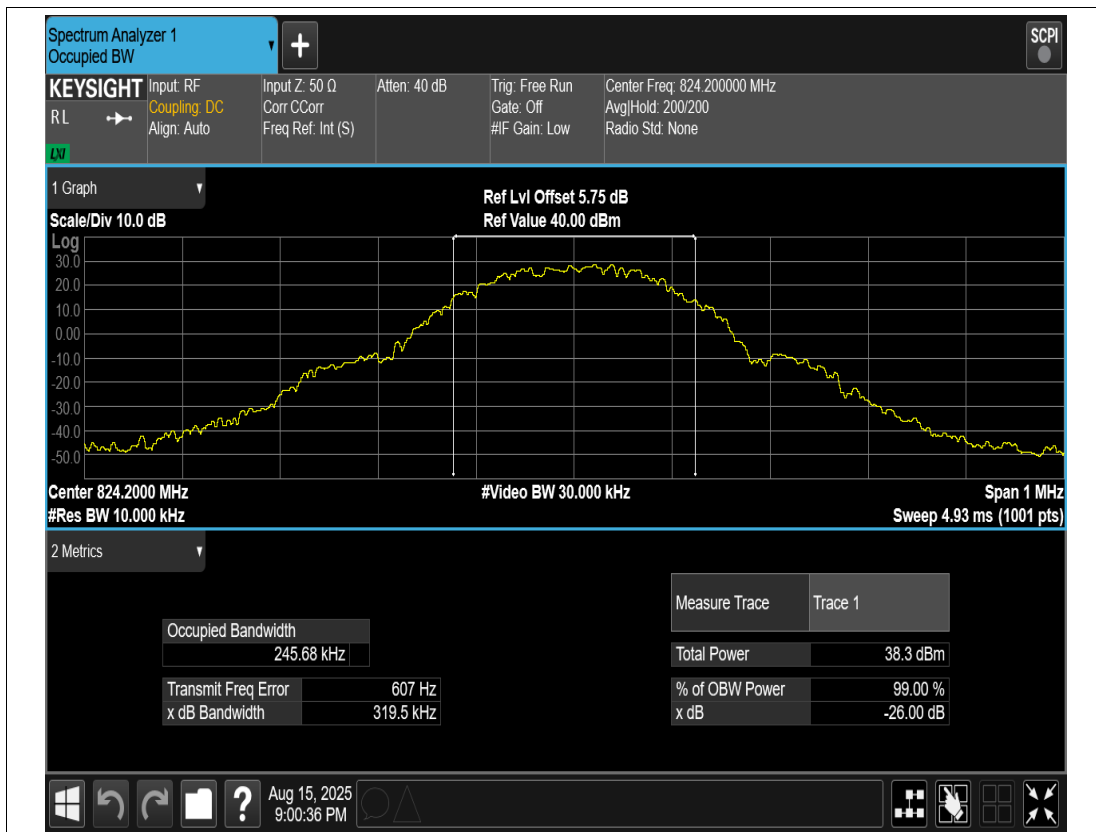 Spectrum Analyzer 1
Occupied BW
+
SCPI
KEYSIGHT
RL
LXI
Input: RF
Coupling: DC
Align: Auto
Input Z: 50 Ω
Corr CCorr
Freq Ref: Int (S)
Atten: 40 dB
Trig: Free Run
Gate: Off
#IF Gain: Low
Center Freq: 824.200000 MHz
Avg|Hold: 200/200
Radio Std: None
1 Graph
Scale/Div 10.0 dB
Ref Lvl Offset 5.75 dB
Ref Value 40.00 dBm
Log
30.0
20.0
10.0
0.00
-10.0
-20.0
-30.0
-40.0
-50.0
Center 824.2000 MHz
#Video BW 30.000 kHz
Span 1 MHz
#Res BW 10.000 kHz
Sweep 4.93 ms (1001 pts)
2 Metrics
Occupied Bandwidth
245.68 kHz
Transmit Freq Error 607 Hz
x dB Bandwidth 319.5 kHz
Measure Trace Trace 1
Total Power 38.3 dBm
% of OBW Power 99.00 %
x dB -26.00 dB
?
Aug 15, 2025
9:00:36 PM